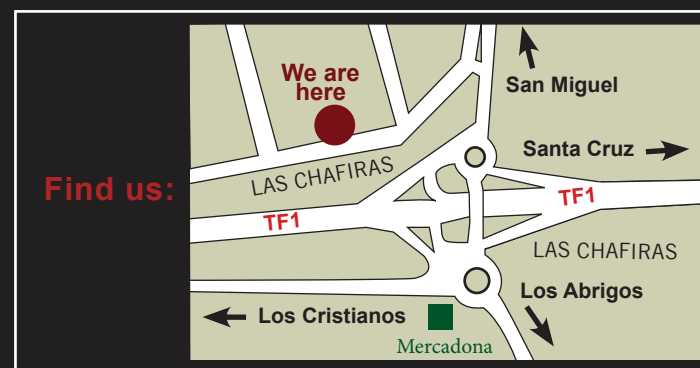 Find us:
We are
here
San Miguel
Santa Cruz
LAS CHAFIRAS
TF1
TF1
LAS CHAFIRAS
Los Abrigos
Los Cristianos
Mercadona